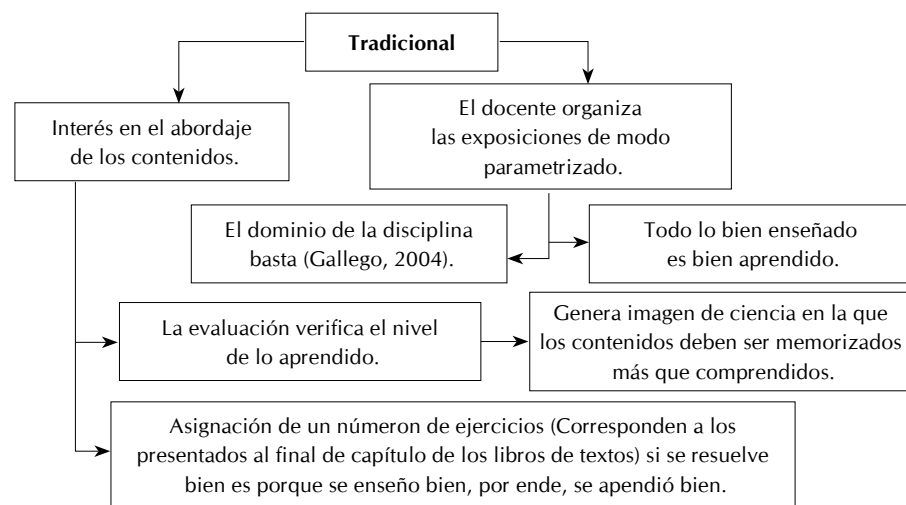 Tradicional
Interés en el abordaje
de los contenidos.
El docente organiza
las exposiciones de modo
parametrizado.
El dominio de la disciplina
basta (Gallego, 2004).
Todo lo bien enseñado
es bien aprendido.
La evaluación verifica el nivel
de lo aprendido.
Genera imagen de ciencia en la que
los contenidos deben ser memorizados
más que comprendidos.
Asignación de un númeron de ejercicios (Corresponden a los
presentados al final de capítulo de los libros de textos) si se resuelve
bien es porque se enseño bien, por ende, se apendió bien.